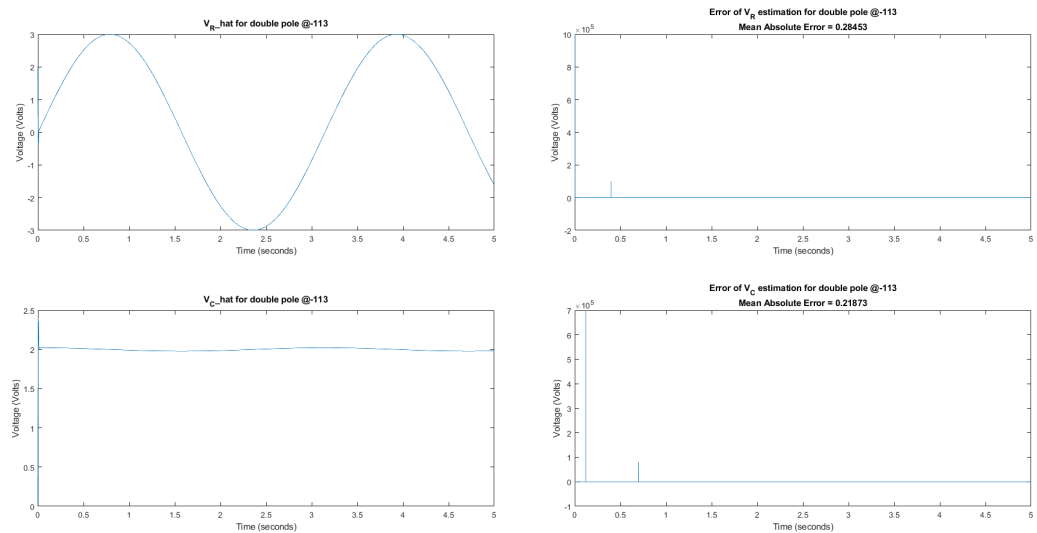 V_R_hat for double pole @-113
3
2
1
0
-1
-2
-3
Voltage (Volts)
0 0.5 1 1.5 2 2.5 3 3.5 4 4.5 5
Time (seconds)
Error of V_R estimation for double pole @-113
Mean Absolute Error = 0.28453
×10^5
10
8
6
4
2
0
-2
Voltage (Volts)
0 0.5 1 1.5 2 2.5 3 3.5 4 4.5 5
Time (seconds)
V_C_hat for double pole @-113
2.5
2
1.5
1
0.5
0
Voltage (Volts)
0 0.5 1 1.5 2 2.5 3 3.5 4 4.5 5
Time (seconds)
Error of V_C estimation for double pole @-113
Mean Absolute Error = 0.21873
×10^5
7
6
5
4
3
2
1
0
-1
Voltage (Volts)
0 0.5 1 1.5 2 2.5 3 3.5 4 4.5 5
Time (seconds)